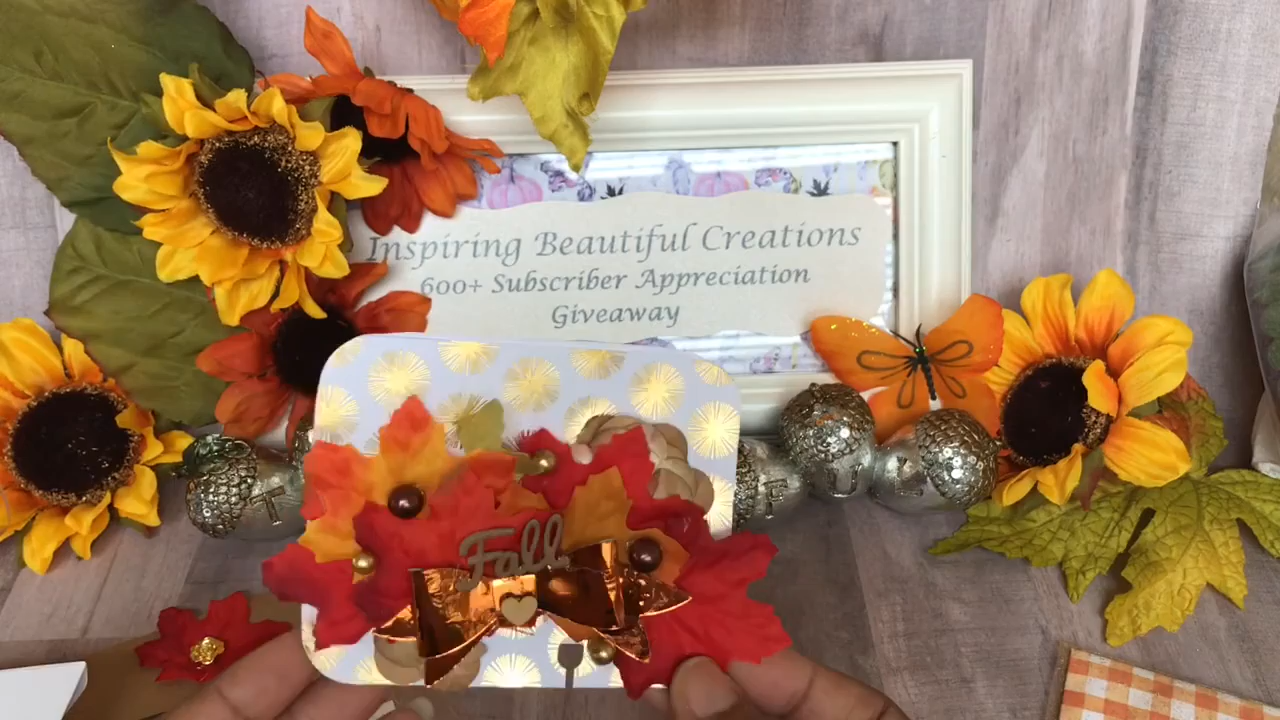 Inspiring Beautiful Creations
600+ Subscriber Appreciation
Giveaway
Fall
T
F U L